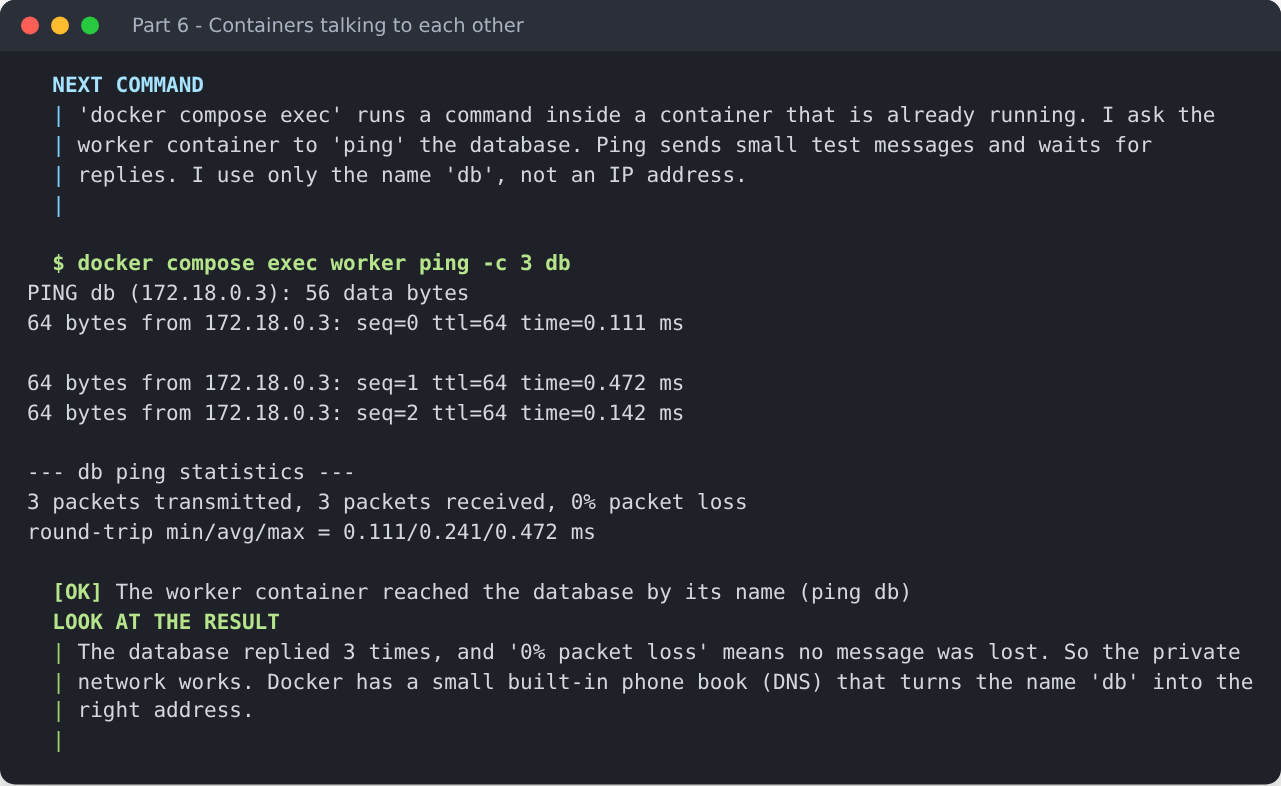 Part 6 - Containers talking to each other
NEXT COMMAND
| 'docker compose exec' runs a command inside a container that is already running. I ask the
| worker container to 'ping' the database. Ping sends small test messages and waits for
| replies. I use only the name 'db', not an IP address.
|
$ docker compose exec worker ping -c 3 db
PING db (172.18.0.3): 56 data bytes
64 bytes from 172.18.0.3: seq=0 ttl=64 time=0.111 ms
64 bytes from 172.18.0.3: seq=1 ttl=64 time=0.472 ms
64 bytes from 172.18.0.3: seq=2 ttl=64 time=0.142 ms
--- db ping statistics ---
3 packets transmitted, 3 packets received, 0% packet loss
round-trip min/avg/max = 0.111/0.241/0.472 ms
[OK] The worker container reached the database by its name (ping db)
LOOK AT THE RESULT
| The database replied 3 times, and '0% packet loss' means no message was lost. So the private
| network works. Docker has a small built-in phone book (DNS) that turns the name 'db' into the
| right address.
|